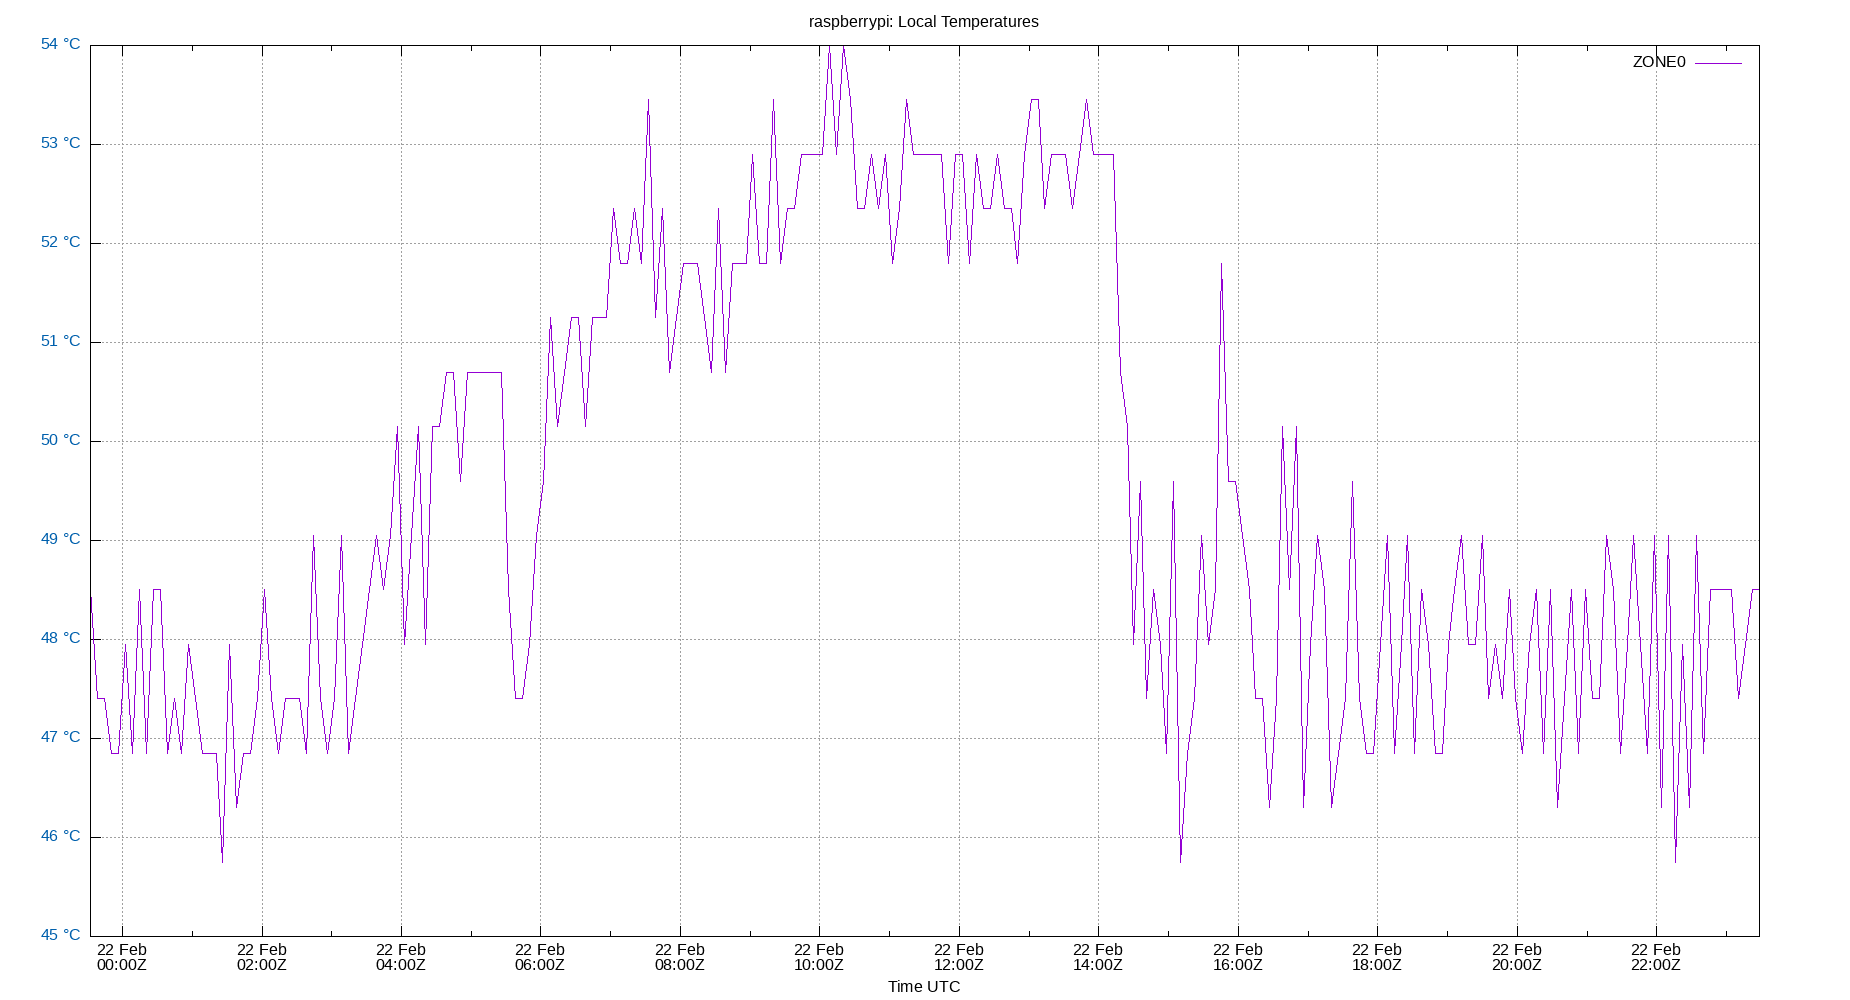 raspberrypi: Local Temperatures
54 °C
ZONE0
53 °C
52 °C
51 °C
50 °C
49 °C
48 °C
47 °C
46 °C
45 °C
22 Feb 22 Feb 22 Feb 22 Feb 22 Feb 22 Feb 22 Feb 22 Feb 22 Feb 22 Feb 22 Feb 22 Feb
00:00Z 02:00Z 04:00Z 06:00Z 08:00Z 10:00Z 12:00Z 14:00Z 16:00Z 18:00Z 20:00Z 22:00Z
Time UTC